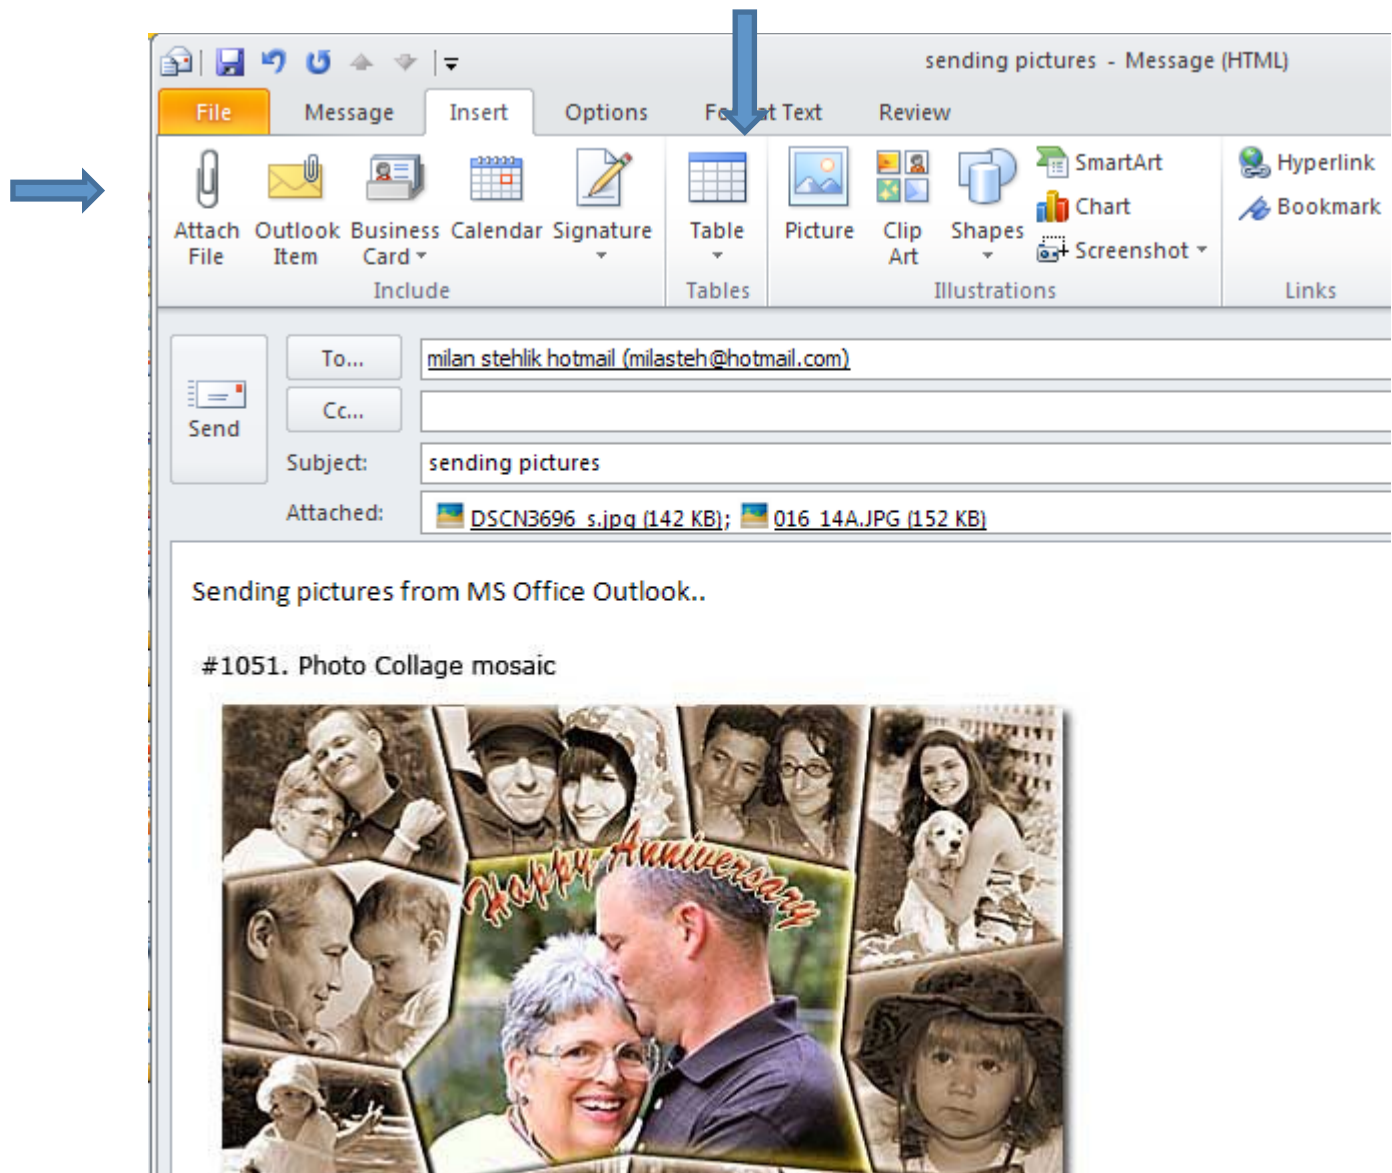 sending pictures - Message (HTML)
File Message Insert Options Format Text Review
Attach File Outlook Item Business Card Calendar Signature Table Picture Clip Art Shapes SmartArt Chart Screenshot Hyperlink Bookmark
Include Tables Illustrations Links
To... milan stehlik hotmail (milasteh@hotmail.com)
Send
Cc...
Subject: sending pictures
Attached: DSCN3696_s.jpg (142 KB); 016_14A.JPG (152 KB)
Sending pictures from MS Office Outlook..
#1051. Photo Collage mosaic
Happy Anniversary